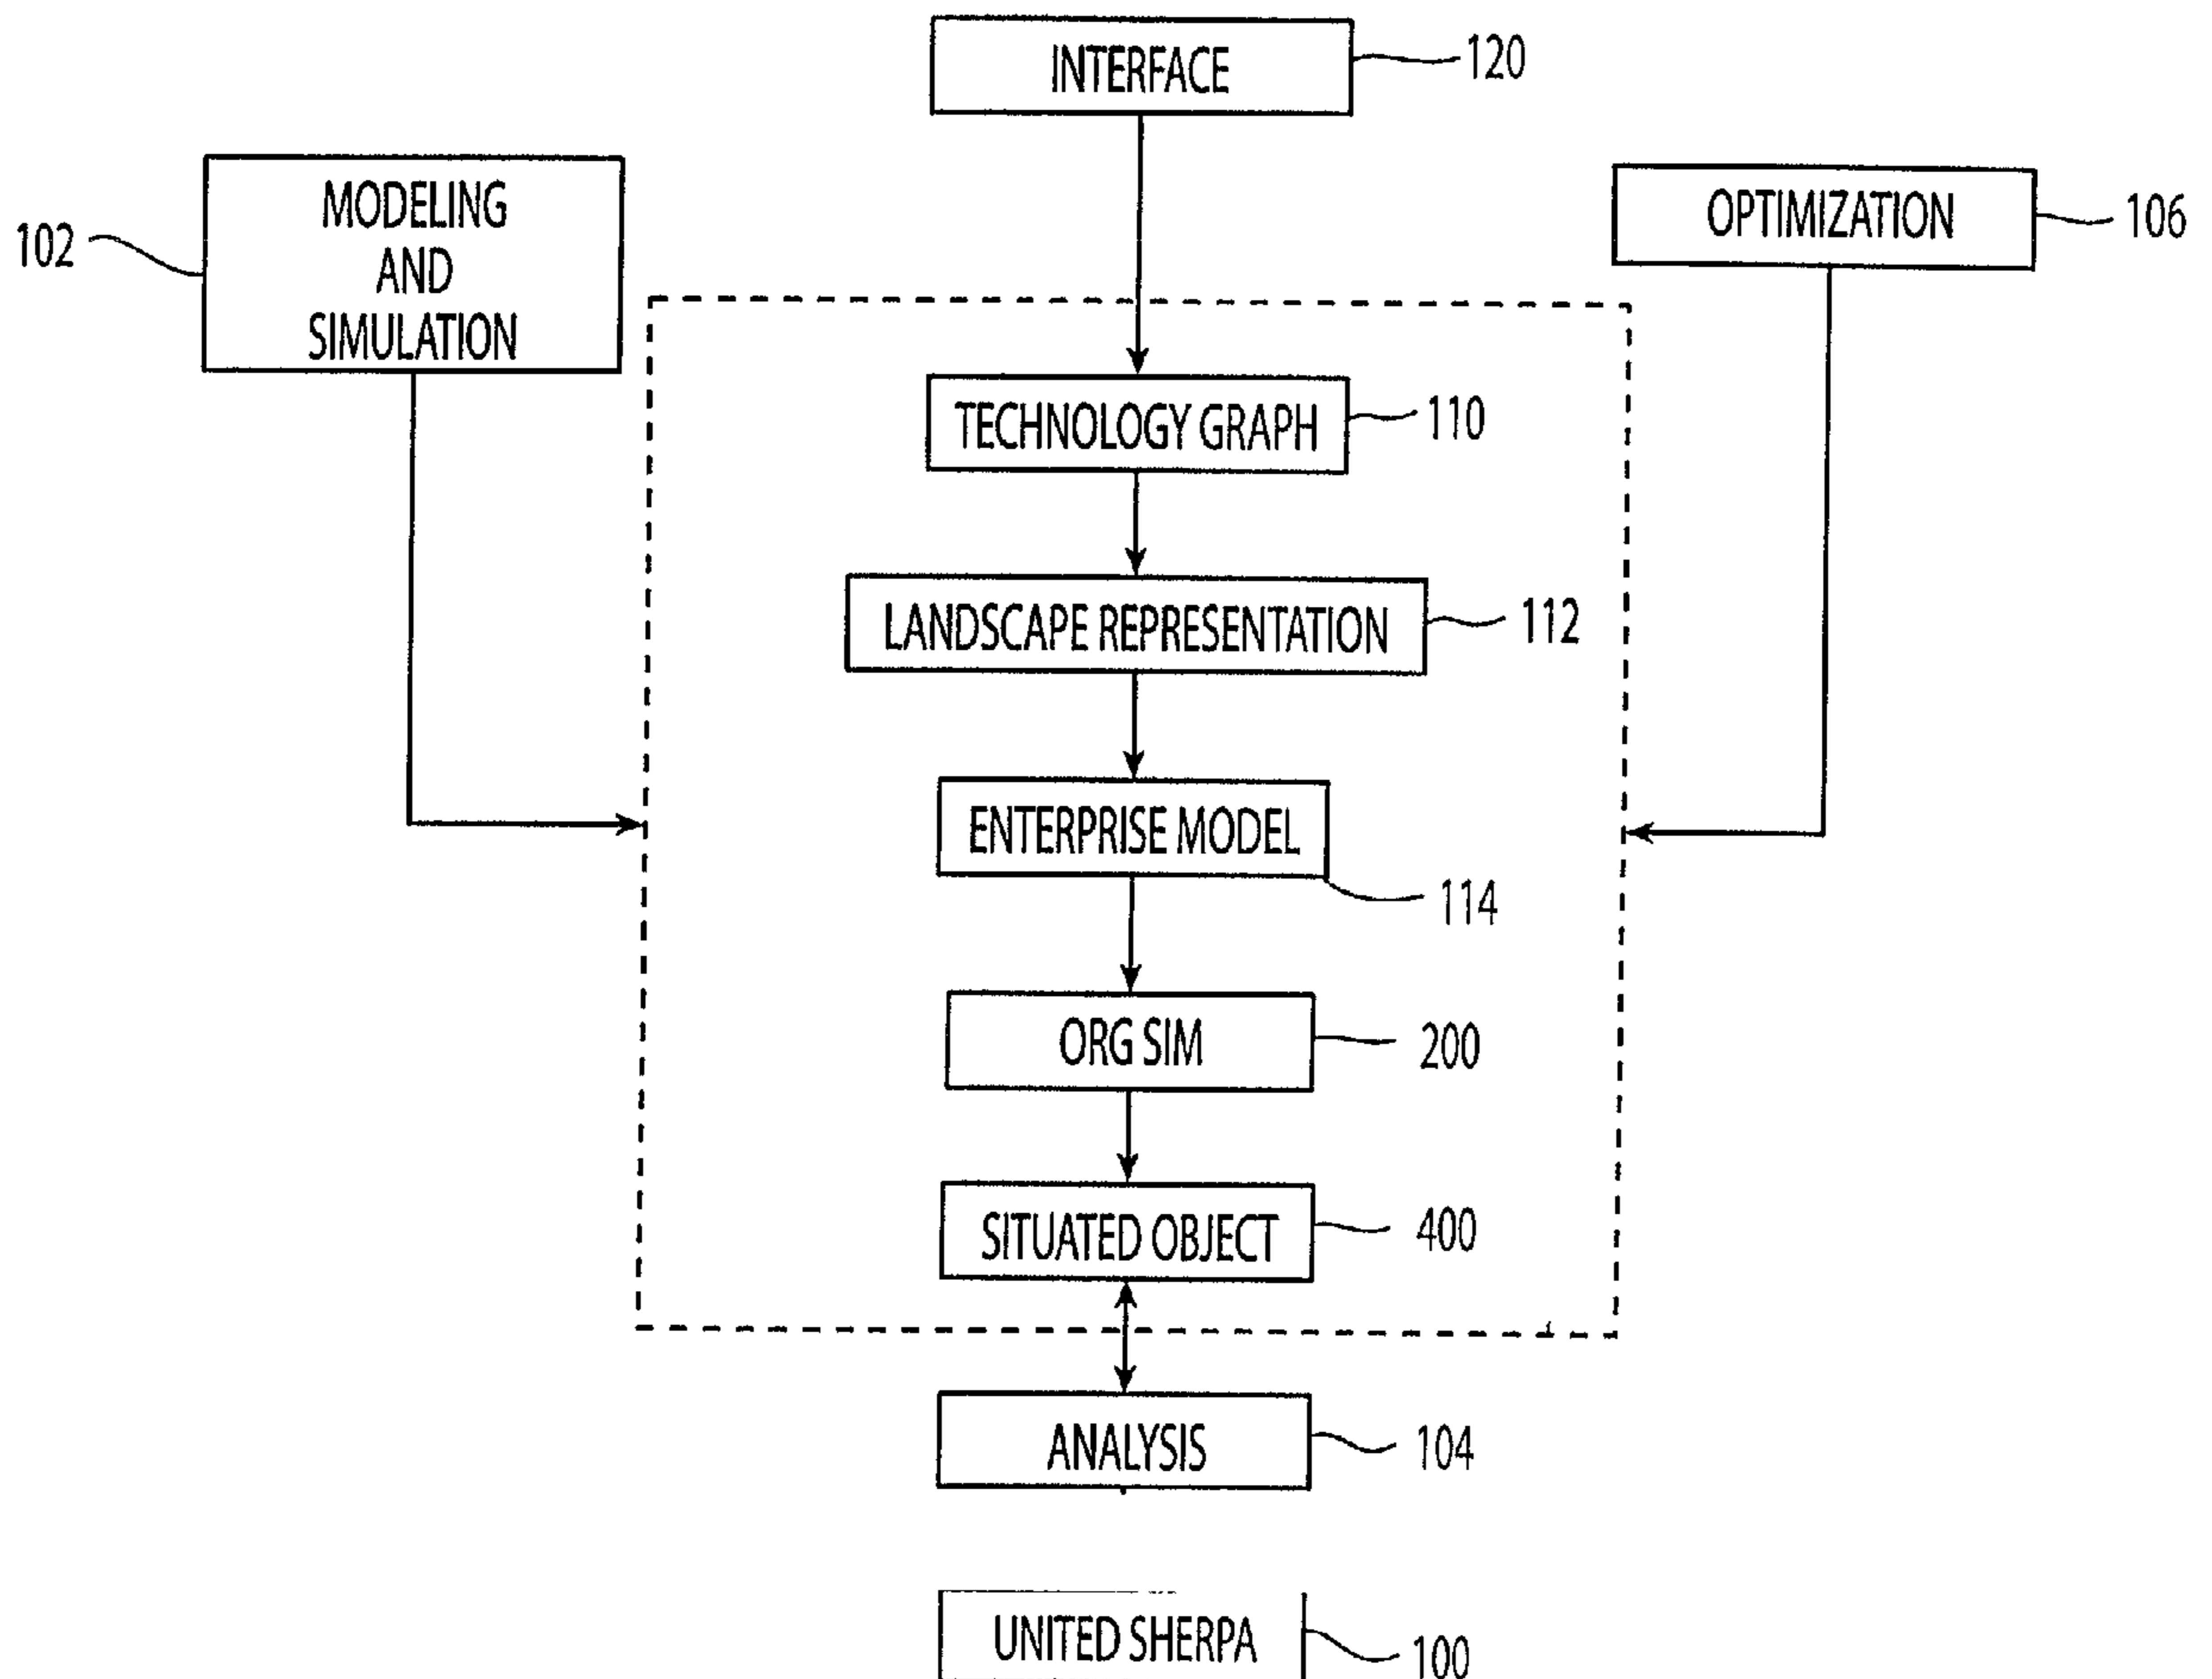 INTERFACE
120
MODELING
AND
SIMULATION
102
OPTIMIZATION
106
TECHNOLOGY GRAPH
110
LANDSCAPE REPRESENTATION
112
ENTERPRISE MODEL
114
ORG SIM
200
SITUATED OBJECT
400
ANALYSIS
104
UNITED SHERPA
100